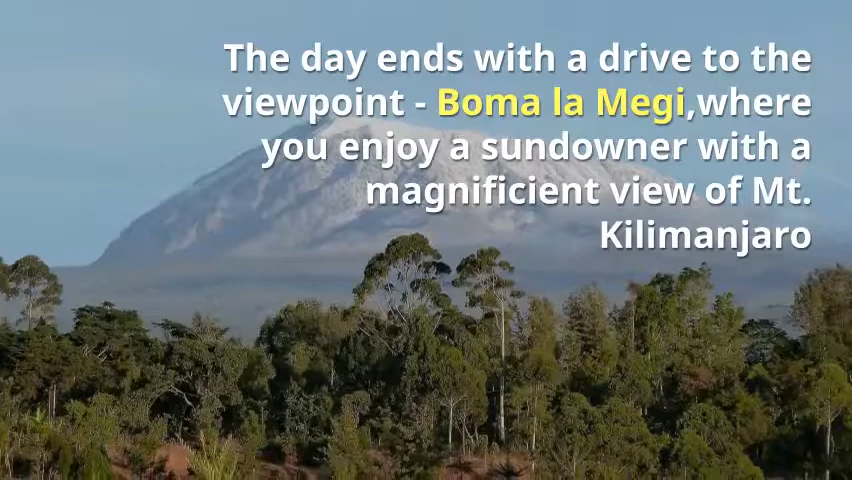 The day ends with a drive to the
viewpoint - Boma la Megi,where
you enjoy a sundowner with a
magnificient view of Mt.
Kilimanjaro